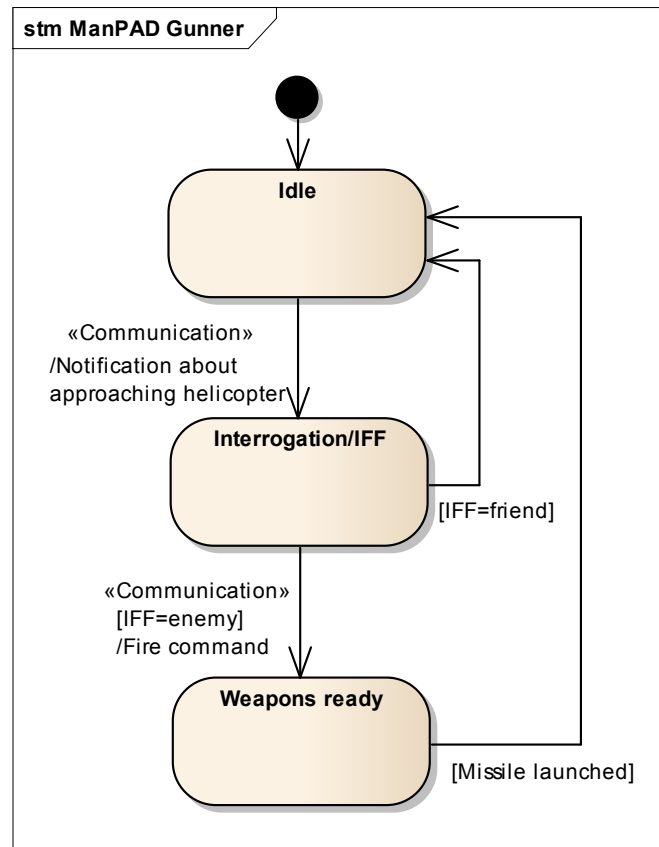 stm ManPAD Gunner
Idle
«Communication»
/Notification about
approaching helicopter
Interrogation/IFF
[IFF=friend]
«Communication»
[IFF=enemy]
/Fire command
Weapons ready
[Missile launched]